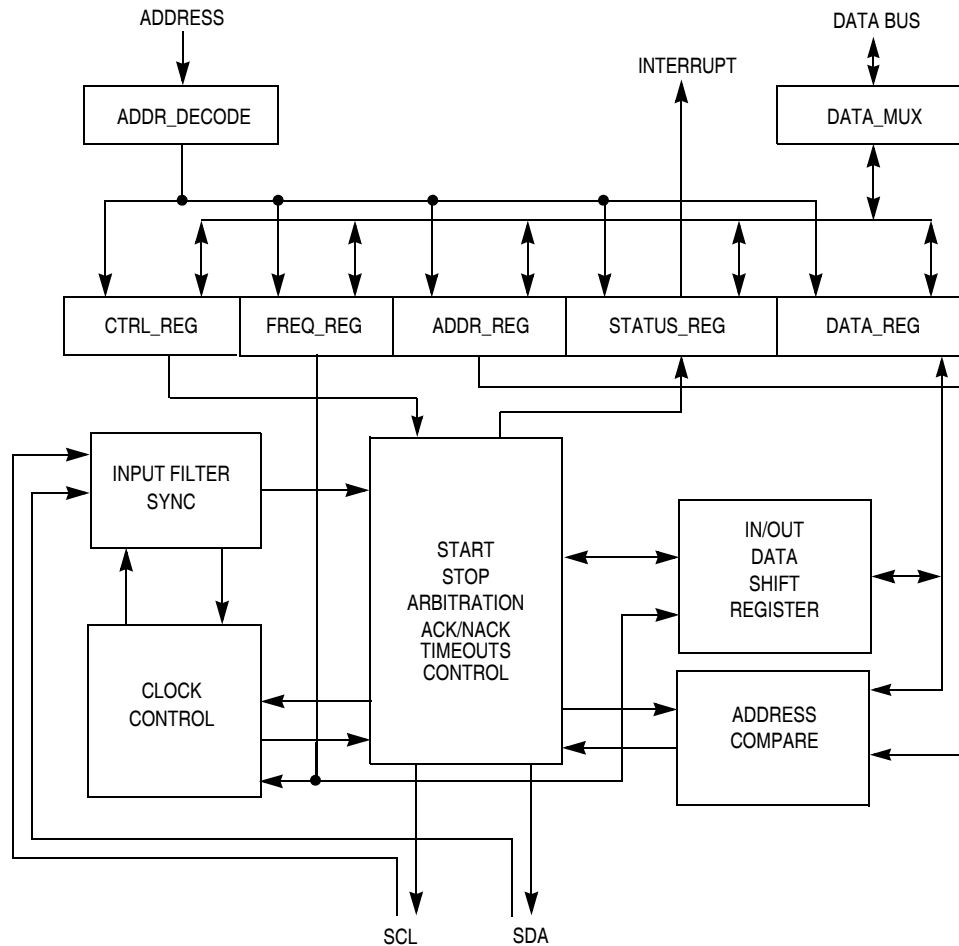 ADDRESS
DATA BUS
INTERRUPT
ADDR_DECODE
DATA_MUX
CTRL_REG
FREQ_REG
ADDR_REG
STATUS_REG
DATA_REG
INPUT FILTER
SYNC
START
STOP
ARBITRATION
ACK/NACK
TIMEOUTS
CONTROL
IN/OUT
DATA
SHIFT
REGISTER
CLOCK
CONTROL
ADDRESS
COMPARE
SCL
SDA